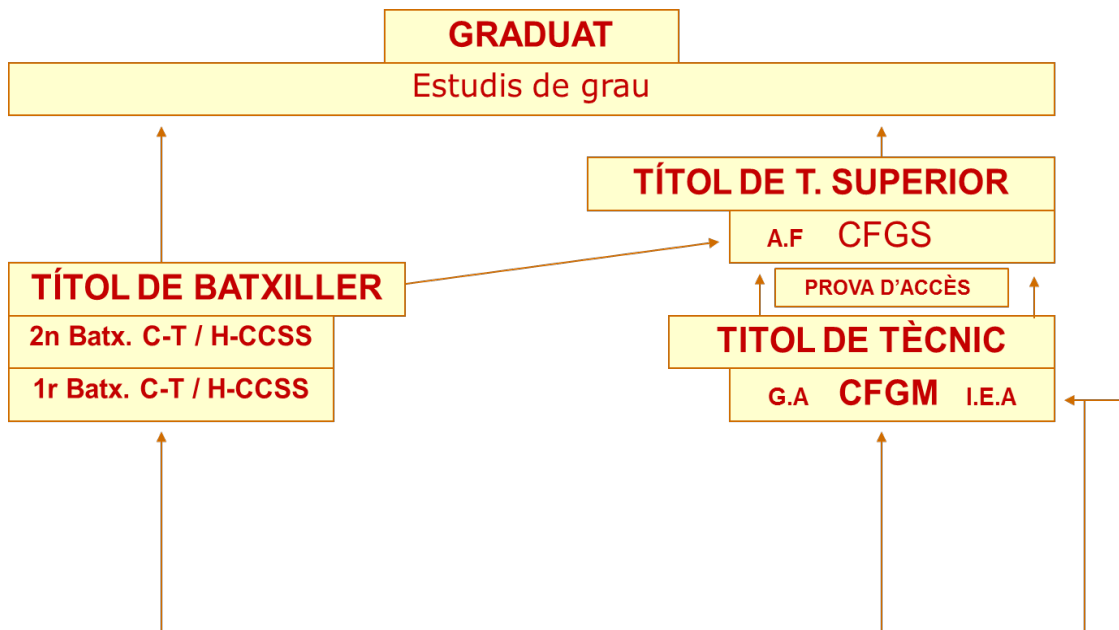 GRADUAT
Estudis de grau
TÍTOL DE T. SUPERIOR
A.F CFGS
TÍTOL DE BATXILLER
PROVA D'ACCÈS
2n Batx. C-T / H-CCSS
TITOL DE TÈCNIC
1r Batx. C-T / H-CCSS
G.A CFGM I.E.A